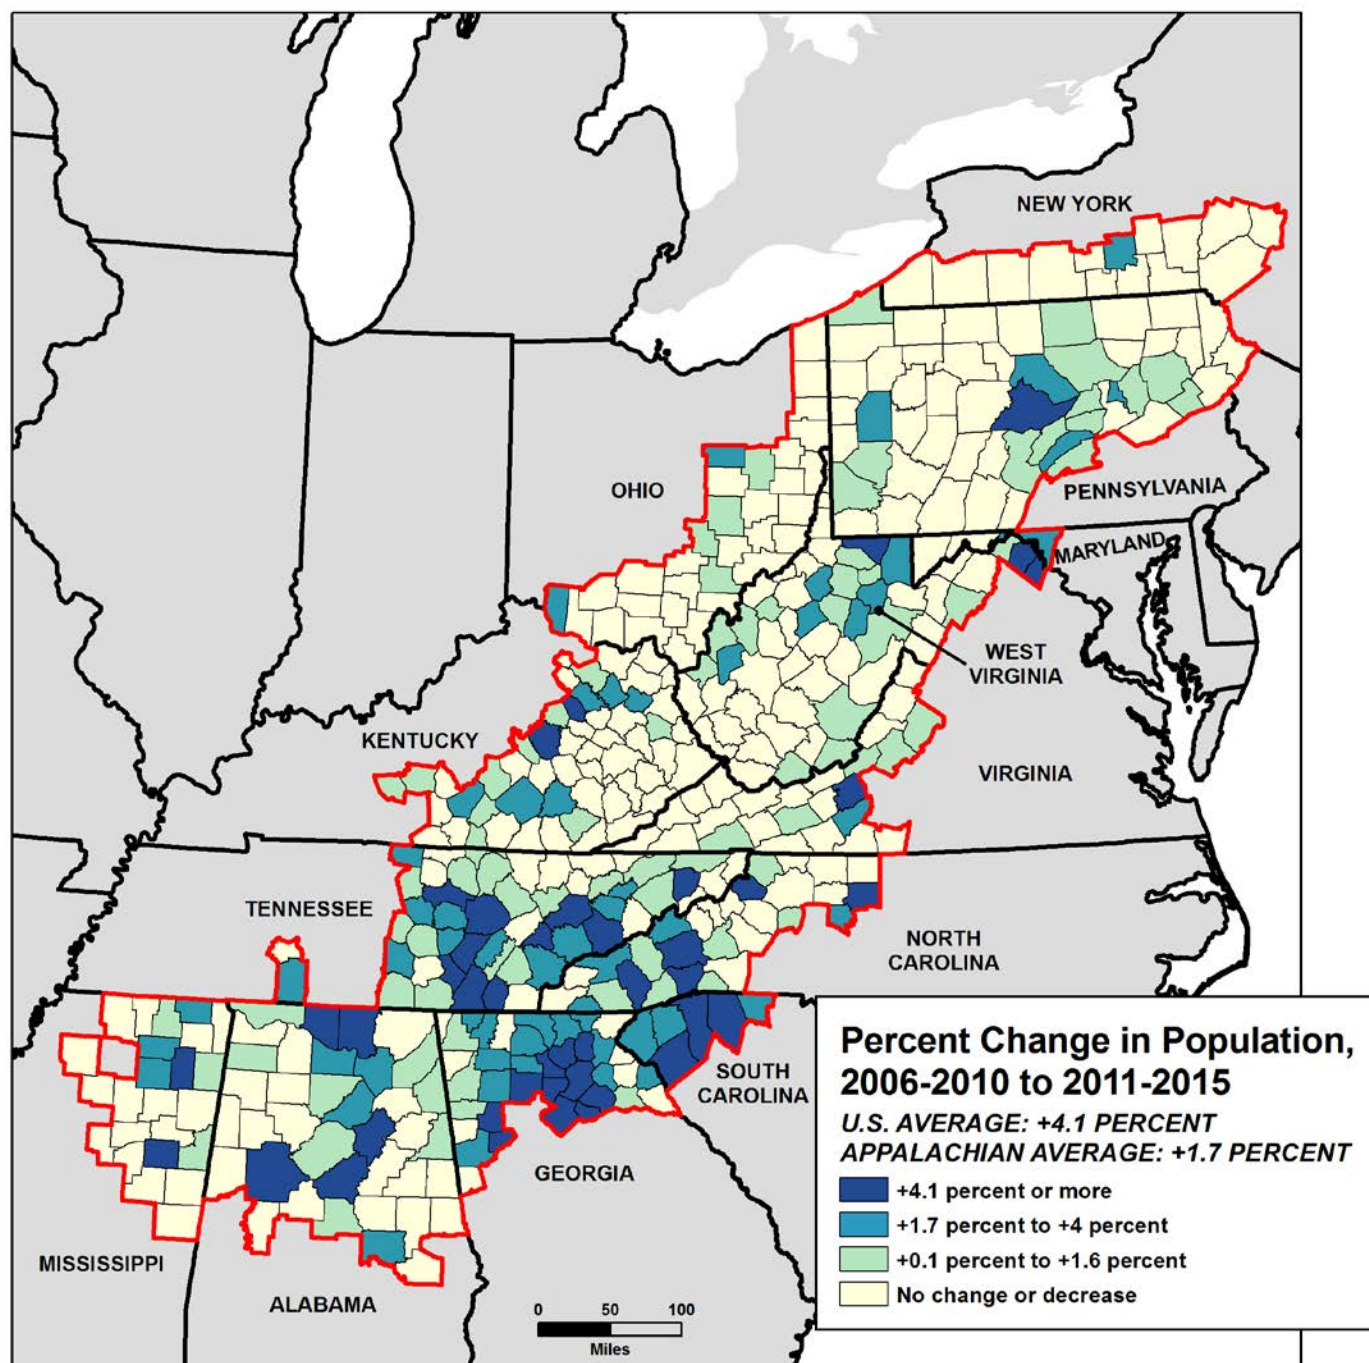 NEW YORK
OHIO
PENNSYLVANIA
MARYLAND
WEST
VIRGINIA
KENTUCKY
VIRGINIA
TENNESSEE
NORTH
CAROLINA
SOUTH
CAROLINA
GEORGIA
MISSISSIPPI
ALABAMA
0 50 100
Miles
Percent Change in Population,
2006-2010 to 2011-2015
U.S. AVERAGE: +4.1 PERCENT
APPALACHIAN AVERAGE: +1.7 PERCENT
+4.1 percent or more
+1.7 percent to +4 percent
+0.1 percent to +1.6 percent
No change or decrease